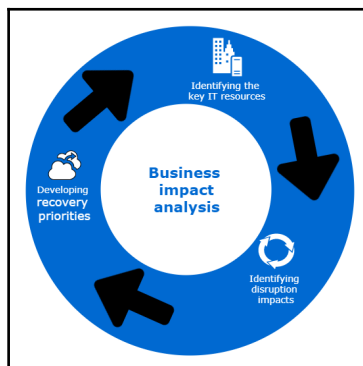 Identifying the
key IT resources
Business
impact
analysis
Developing
recovery
priorities
Identifying
disruption
impacts